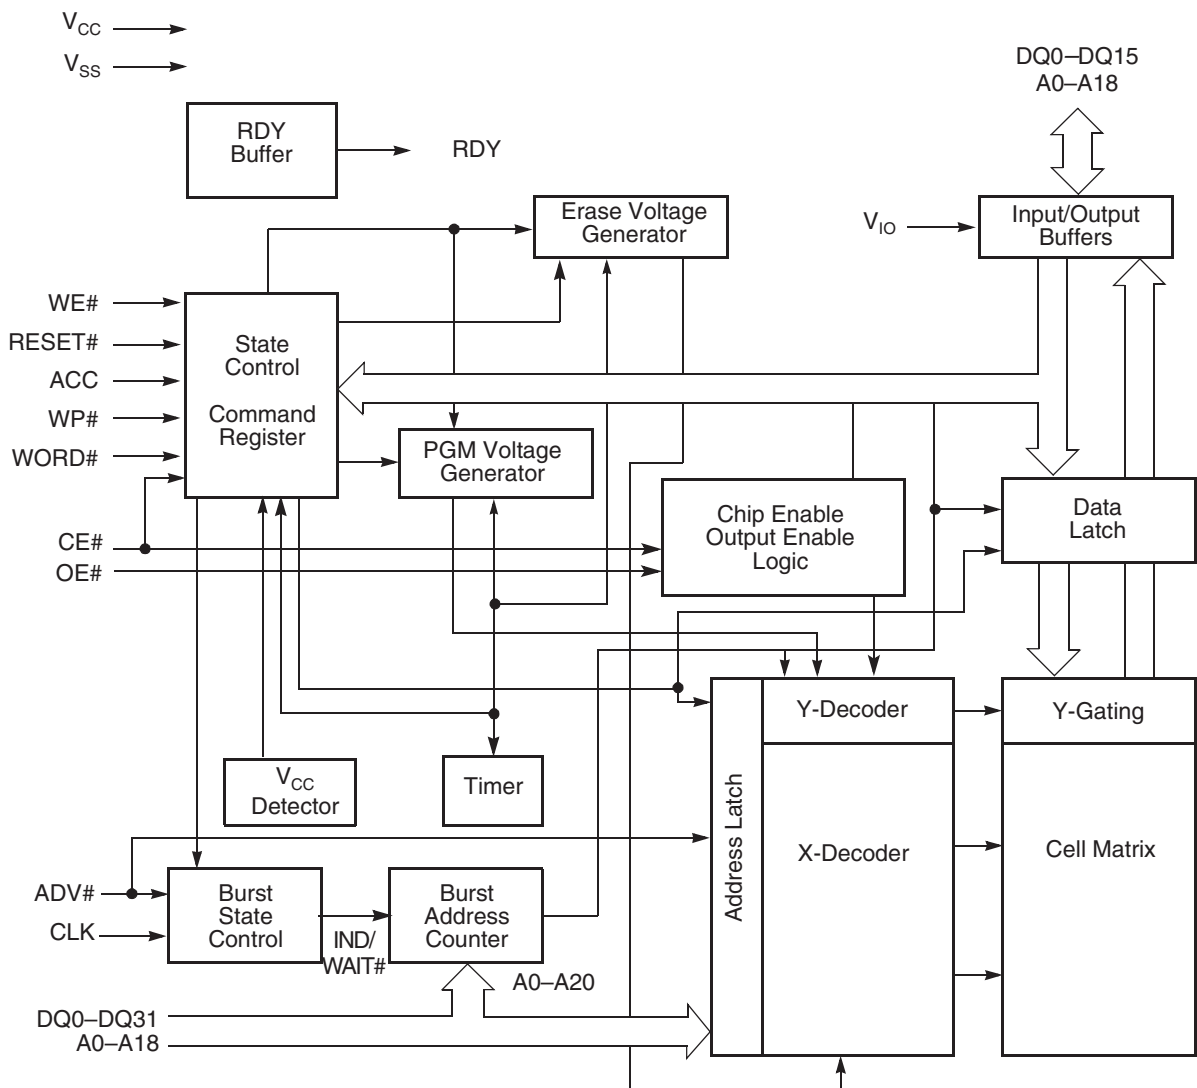 VCC
VSS
DQ0–DQ15
A0–A18
RDY
Buffer
RDY
Erase Voltage
Generator
VIO
Input/Output
Buffers
WE#
RESET#
ACC
WP#
WORD#
State
Control
Command
Register
PGM Voltage
Generator
Chip Enable
Output Enable
Logic
Data
Latch
CE#
OE#
Y-Decoder
Y-Gating
VCC
Detector
Timer
Address Latch
X-Decoder
Cell Matrix
ADV#
CLK
Burst
State
Control
IND/
WAIT#
Burst
Address
Counter
A0–A20
DQ0–DQ31
A0–A18